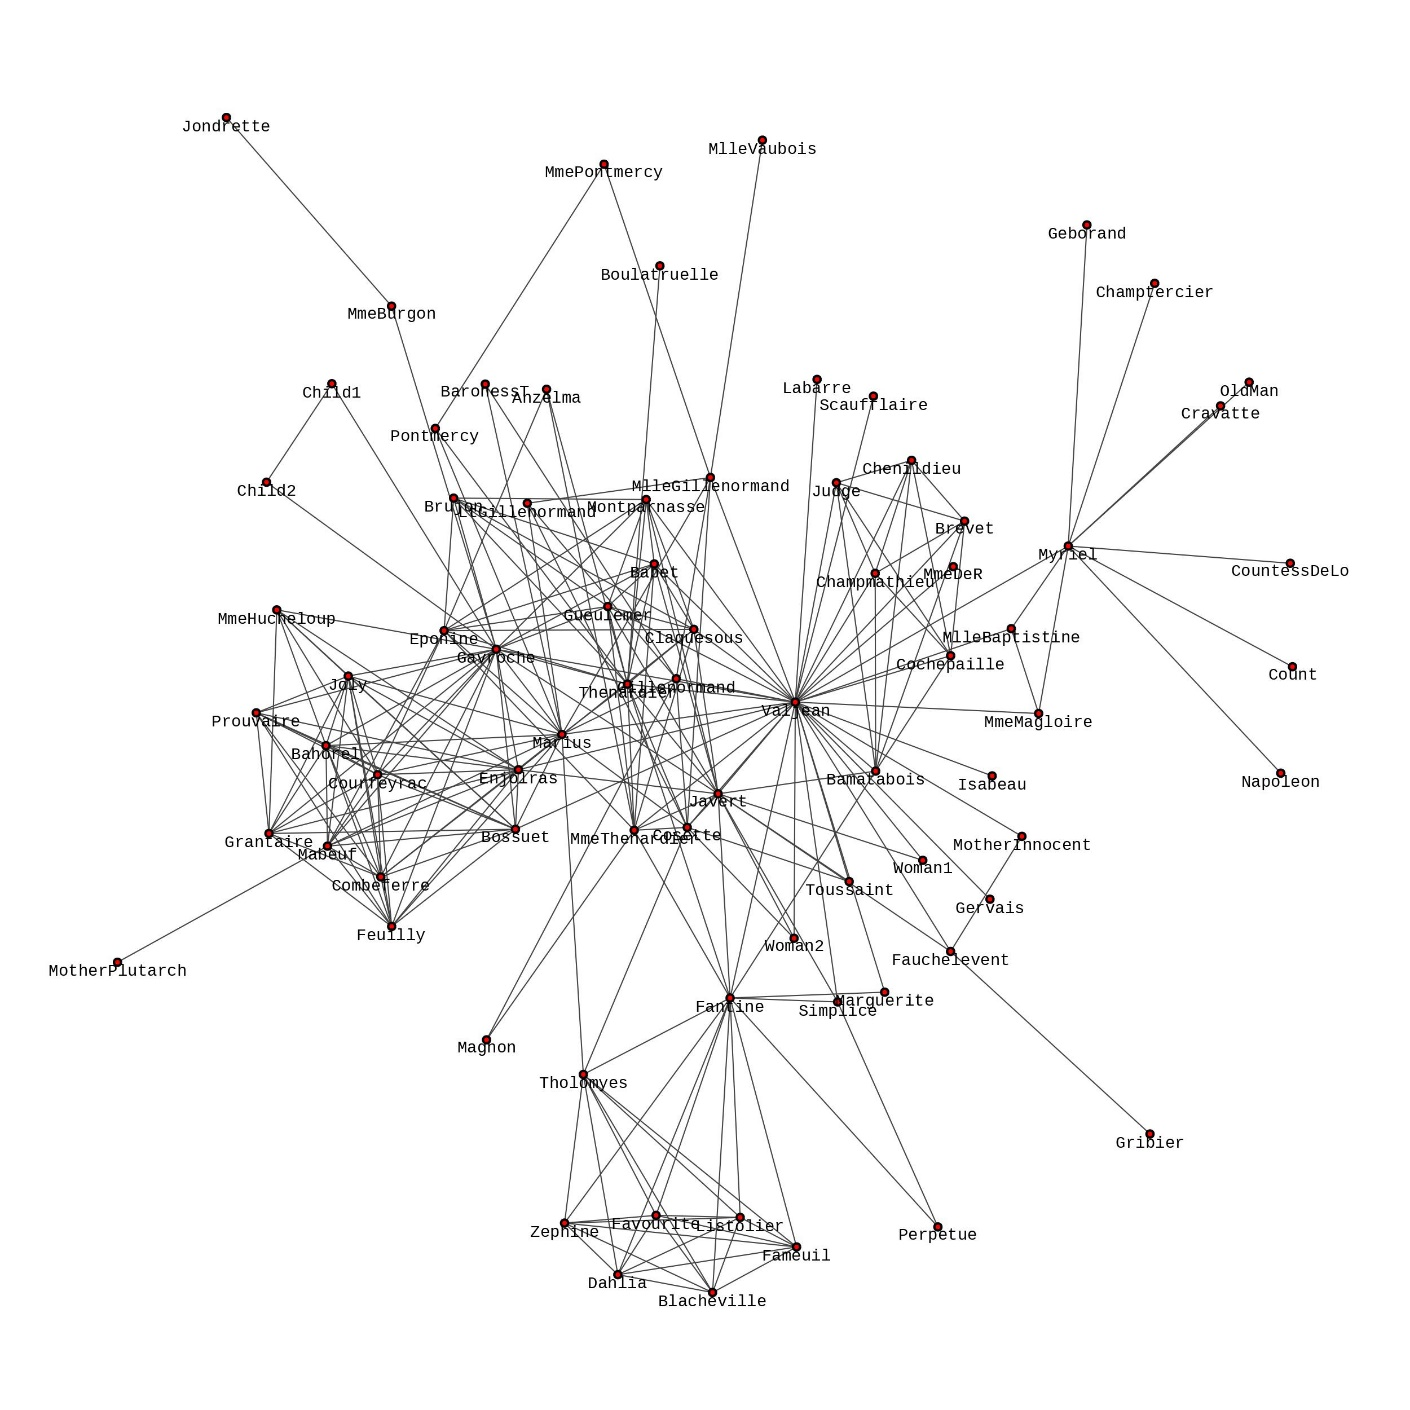 Jondrette
MlleVaubois
MmePontmercy
Geborand
Boulatruelle
Champtercier
MmeBurgon
Labarre
OldMan
Child1
BaronessT
Anzelma
Scaufflaire
Cravatte
Pontmercy
Chenildieu
Child2
MlleGillenormand
Judge
Brujon
LtGillenormand
Montparnasse
Brevet
Myriel
Babet
Champmathieu
MmeDeR
CountessDeLo
MmeHucheloup
Gueulemer
Eponine
Claquesous
MlleBaptistine
Gavroche
Cochepaille
Count
Joly
Thenardier
Gillenormand
Valjean
Prouvaire
MmeMagloire
Bahorel
Marius
Courfeyrac
Enjolras
Bamatabois
Isabeau
Napoleon
Javert
Grantaire
Bossuet
MmeThenardier
Cosette
MotherInnocent
Mabeuf
Woman1
Combeferre
Toussaint
Gervais
Feuilly
Woman2
Fauchelevent
MotherPlutarch
Fantine
Simplice
Marguerite
Magnon
Tholomyes
Gribier
Zephine
Favourite
Listolier
Perpetue
Fameuil
Dahlia
Blacheville